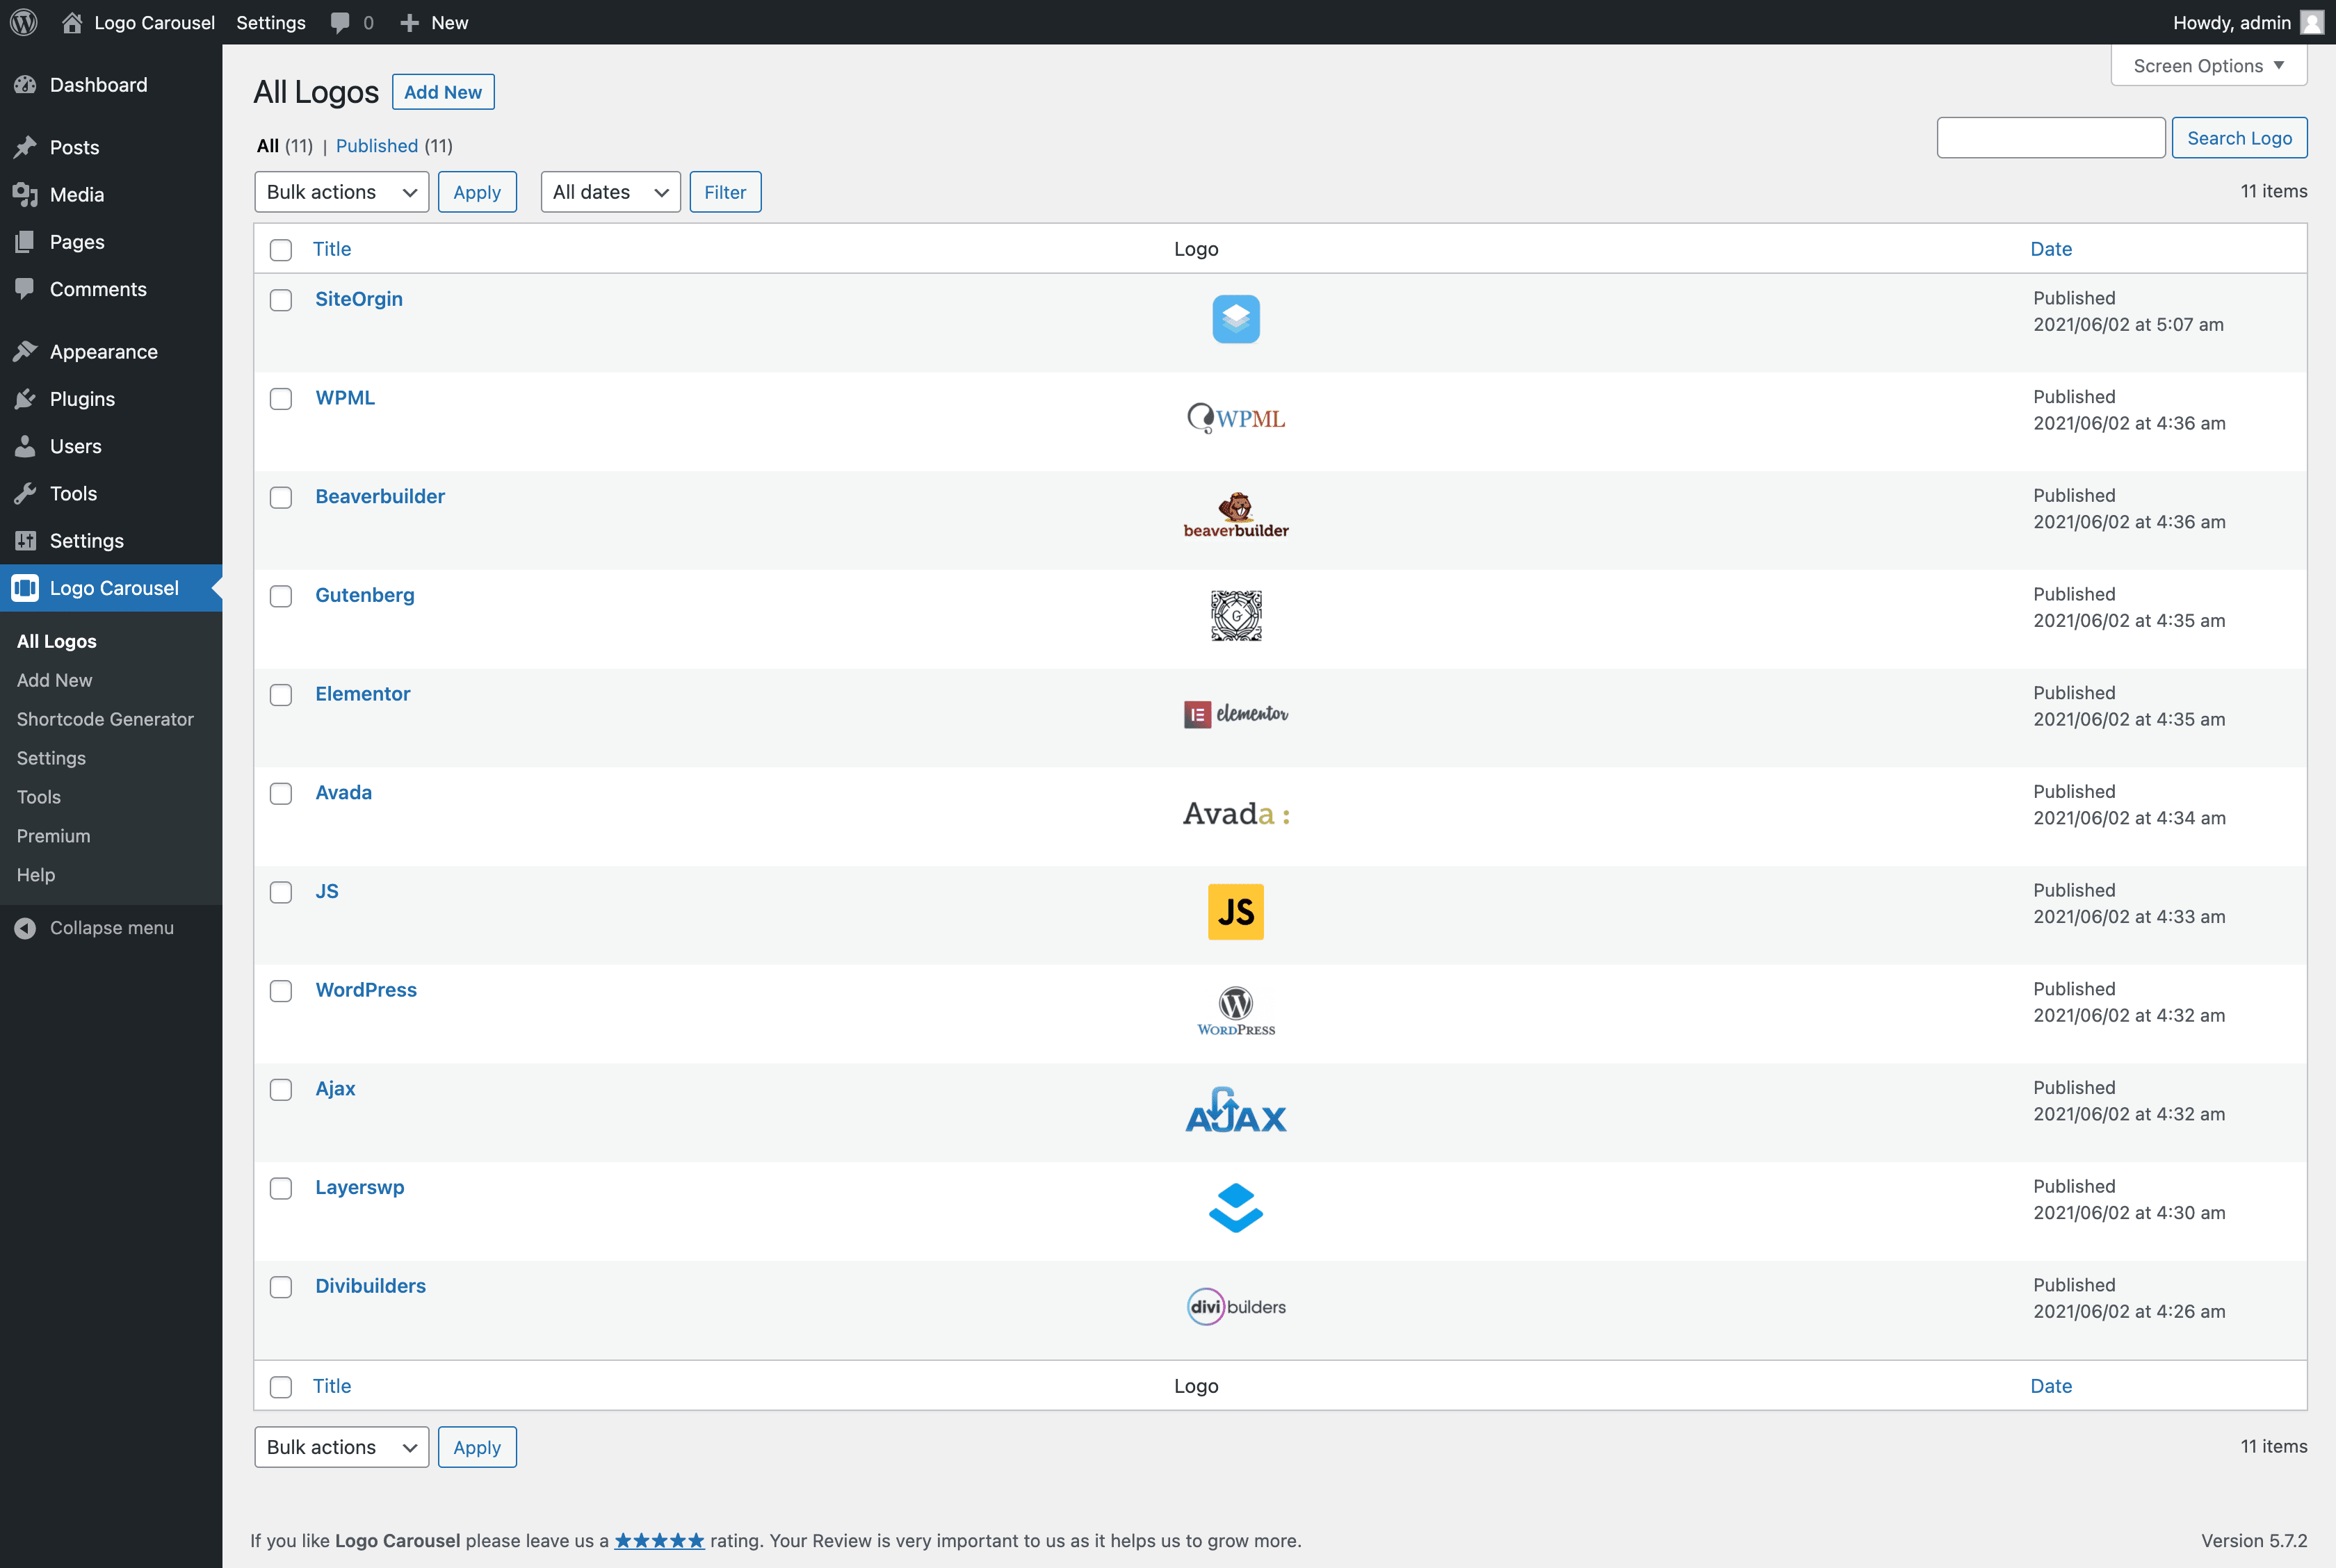 Logo Carousel Settings 0 New Howdy, admin
Screen Options
Dashboard
Posts
Media
Pages
Comments
Appearance
Plugins
Users
Tools
Settings
Logo Carousel
All Logos
Add New
Shortcode Generator
Settings
Tools
Premium
Help
Collapse menu
All Logos Add New
All (11) | Published (11)
Search Logo
Bulk actions Apply All dates Filter 11 items
Title Logo Date
SiteOrgin Published
2021/06/02 at 5:07 am
WPML WPML Published
2021/06/02 at 4:36 am
Beaverbuilder beaverbuilder Published
2021/06/02 at 4:36 am
Gutenberg G Published
2021/06/02 at 4:35 am
Elementor elementor Published
2021/06/02 at 4:35 am
Avada Avada : Published
2021/06/02 at 4:34 am
JS JS Published
2021/06/02 at 4:33 am
WordPress W WORDPRESS Published
2021/06/02 at 4:32 am
Ajax AJAX Published
2021/06/02 at 4:32 am
Layerswp Published
2021/06/02 at 4:30 am
Divibuilders divi builders Published
2021/06/02 at 4:26 am
Title Logo Date
Bulk actions Apply 11 items
If you like Logo Carousel please leave us a ★★★★★ rating. Your Review is very important to us as it helps us to grow more. Version 5.7.2